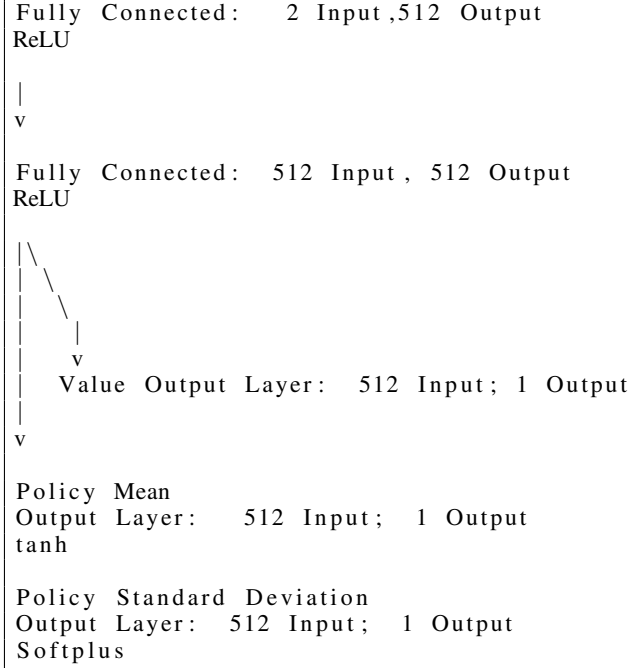 Fully Connected: 2 Input ,512 Output
ReLU
|
v
Fully Connected: 512 Input , 512 Output
ReLU
|\
| \
|  \
|   |
|   v
|  Value Output Layer: 512 Input; 1 Output
|
v
Policy Mean
Output Layer: 512 Input; 1 Output
tanh
Policy Standard Deviation
Output Layer: 512 Input; 1 Output
Softplus